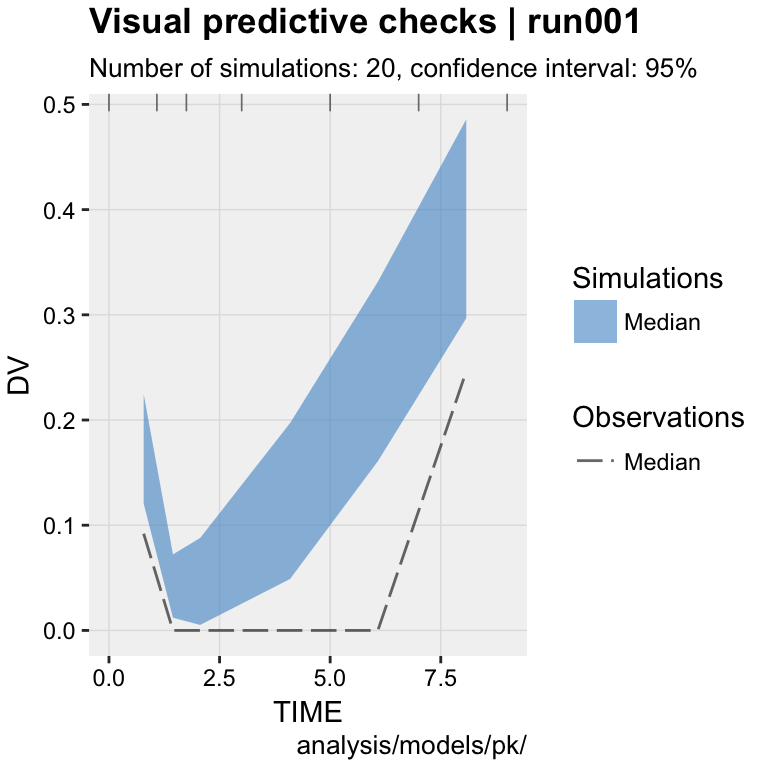 Visual predictive checks | run001
Number of simulations: 20, confidence interval: 95%
0.5
0.4
0.3
0.2
0.1
0.0
DV
0.0 2.5 5.0 7.5
TIME
analysis/models/pk/
Simulations
Median
Observations
Median